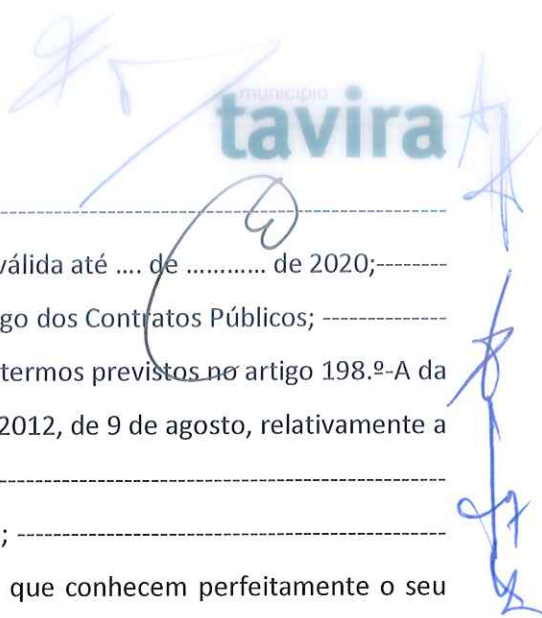 município
tavira
válida até .... de ............ de 2020;--------
go dos Contratos Públicos; --------------
termos previstos no artigo 198.º-A da
2012, de 9 de agosto, relativamente a
; ------------------------------------------------
que conhecem perfeitamente o seu